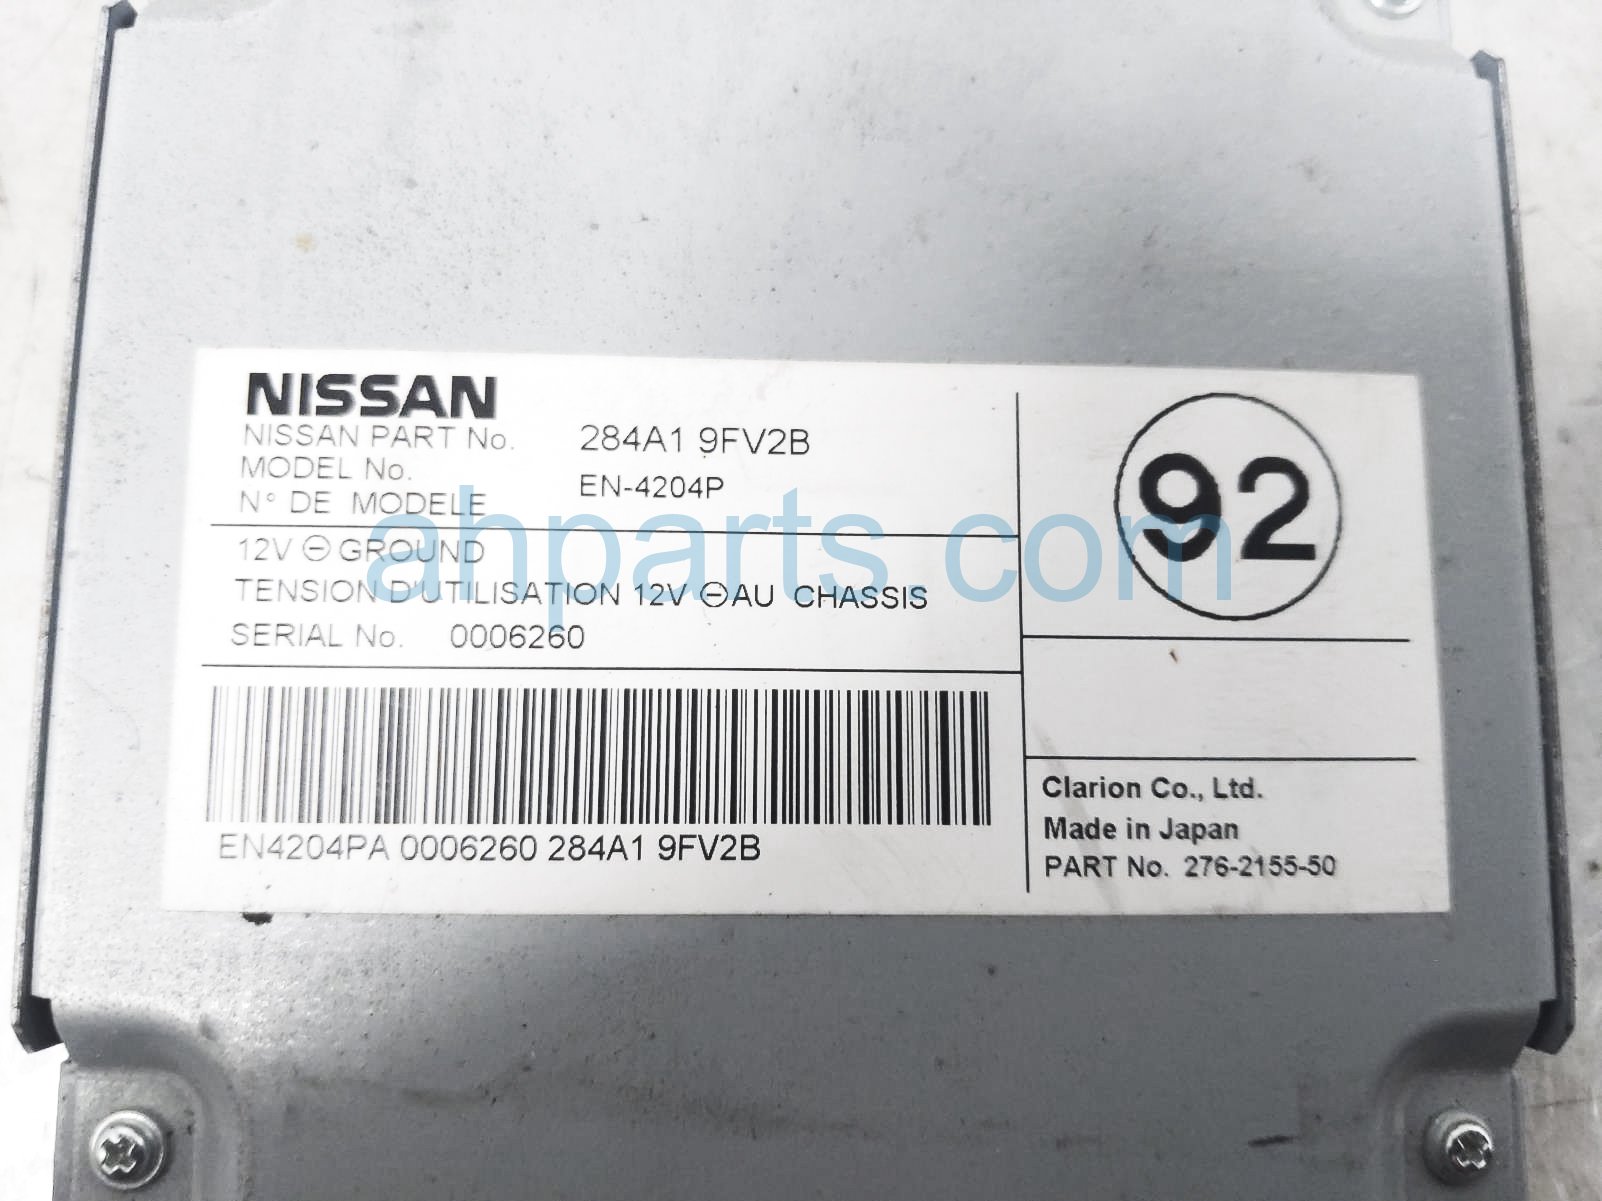 NISSAN
NISSAN PART No. 284A1 9FV2B
MODEL No.
N° DE MODELE EN-4204P
12V ⊖ GROUND
TENSION D'UTILISATION 12V ⊖AU CHASSIS
SERIAL No. 0006260
EN4204PA 0006260 284A1 9FV2B
92
Clarion Co., Ltd.
Made in Japan
PART No. 276-2155-50
ahparts.com